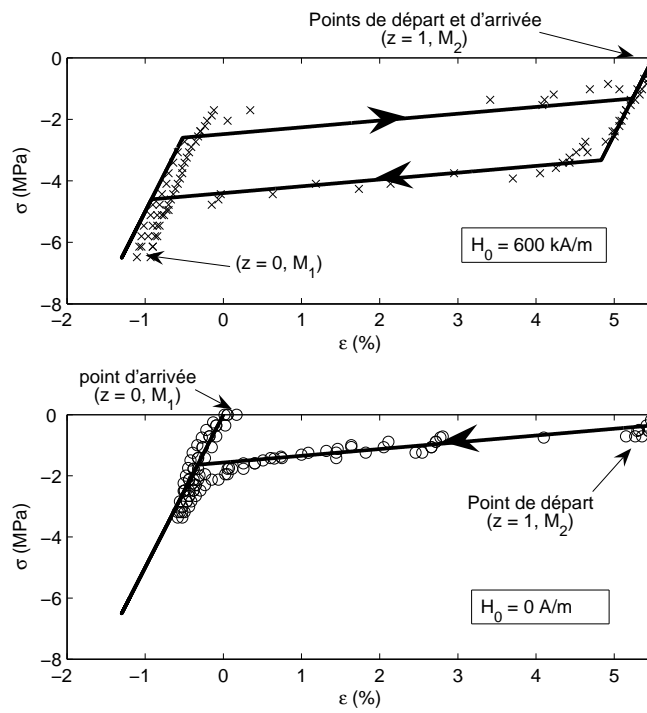 Points de départ et d'arrivée
(z = 1, M2)
0
−2
−4
−6
−8
σ (MPa)
(z = 0, M1)
H0 = 600 kA/m
−2 −1 0 1 2 3 4 5
ε (%)
point d'arrivée
(z = 0, M1)
0
−2
−4
−6
−8
σ (MPa)
Point de départ
(z = 1, M2)
H0 = 0 A/m
−2 −1 0 1 2 3 4 5
ε (%)